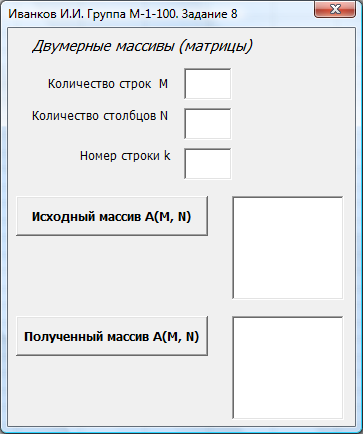 Иванков И.И. Группа М-1-100. Задание 8
Двумерные массивы (матрицы)
Количество строк M
Количество столбцов N
Номер строки k
Исходный массив A(M, N)
Полученный массив A(M, N)